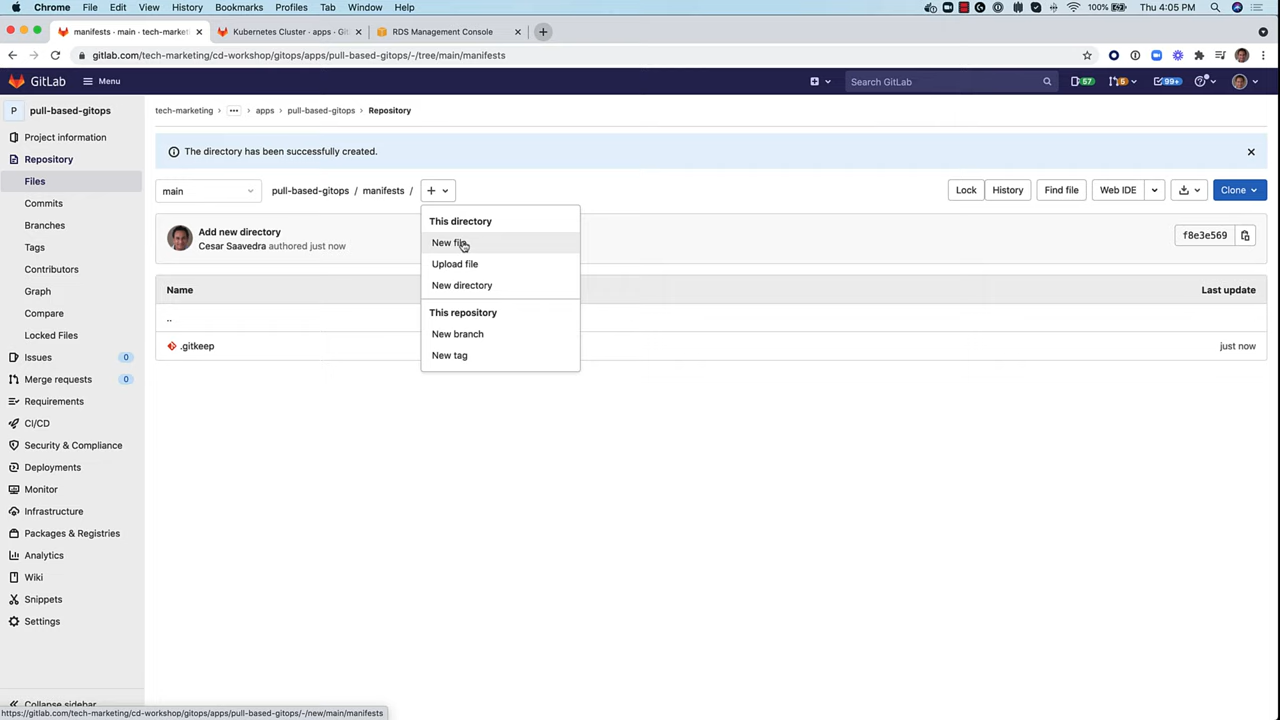 Chrome File Edit View History Bookmarks Profiles Tab Window Help 100% Thu 4:05 PM
manifests · main · tech-market Kubernetes Cluster · apps · Git RDS Management Console
gitlab.com/tech-marketing/cd-workshop/gitops/apps/pull-based-gitops/-/tree/main/manifests
GitLab Menu Search GitLab 57 5 99+
P pull-based-gitops
Project information
Repository
Files
Commits
Branches
Tags
Contributors
Graph
Compare
Locked Files
Issues 0
Merge requests 0
Requirements
CI/CD
Security & Compliance
Deployments
Monitor
Infrastructure
Packages & Registries
Analytics
Wiki
Snippets
Settings
Collapse sidebar
tech-marketing › ··· › apps › pull-based-gitops › Repository
The directory has been successfully created.
main pull-based-gitops / manifests / + Lock History Find file Web IDE Clone
Add new directory
Cesar Saavedra authored just now
f8e3e569
This directory
New file
Upload file
New directory
This repository
New branch
New tag
Name Last update
..
.gitkeep just now
https://gitlab.com/tech-marketing/cd-workshop/gitops/apps/pull-based-gitops/-/new/main/manifests